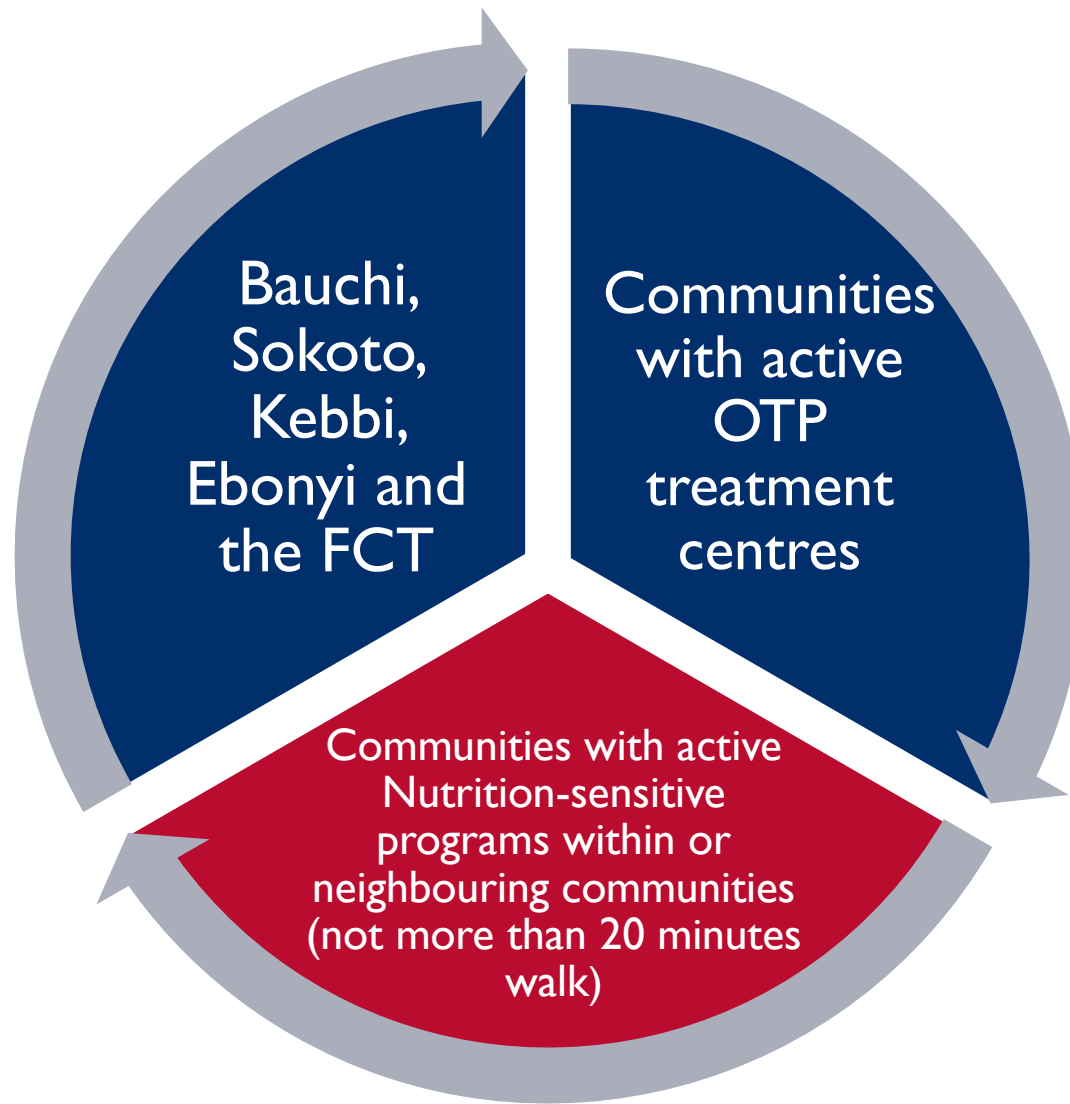 Bauchi,
Sokoto,
Kebbi,
Ebonyi and
the FCT
Communities
with active
OTP
treatment
centres
Communities with active
Nutrition-sensitive
programs within or
neighbouring communities
(not more than 20 minutes
walk)